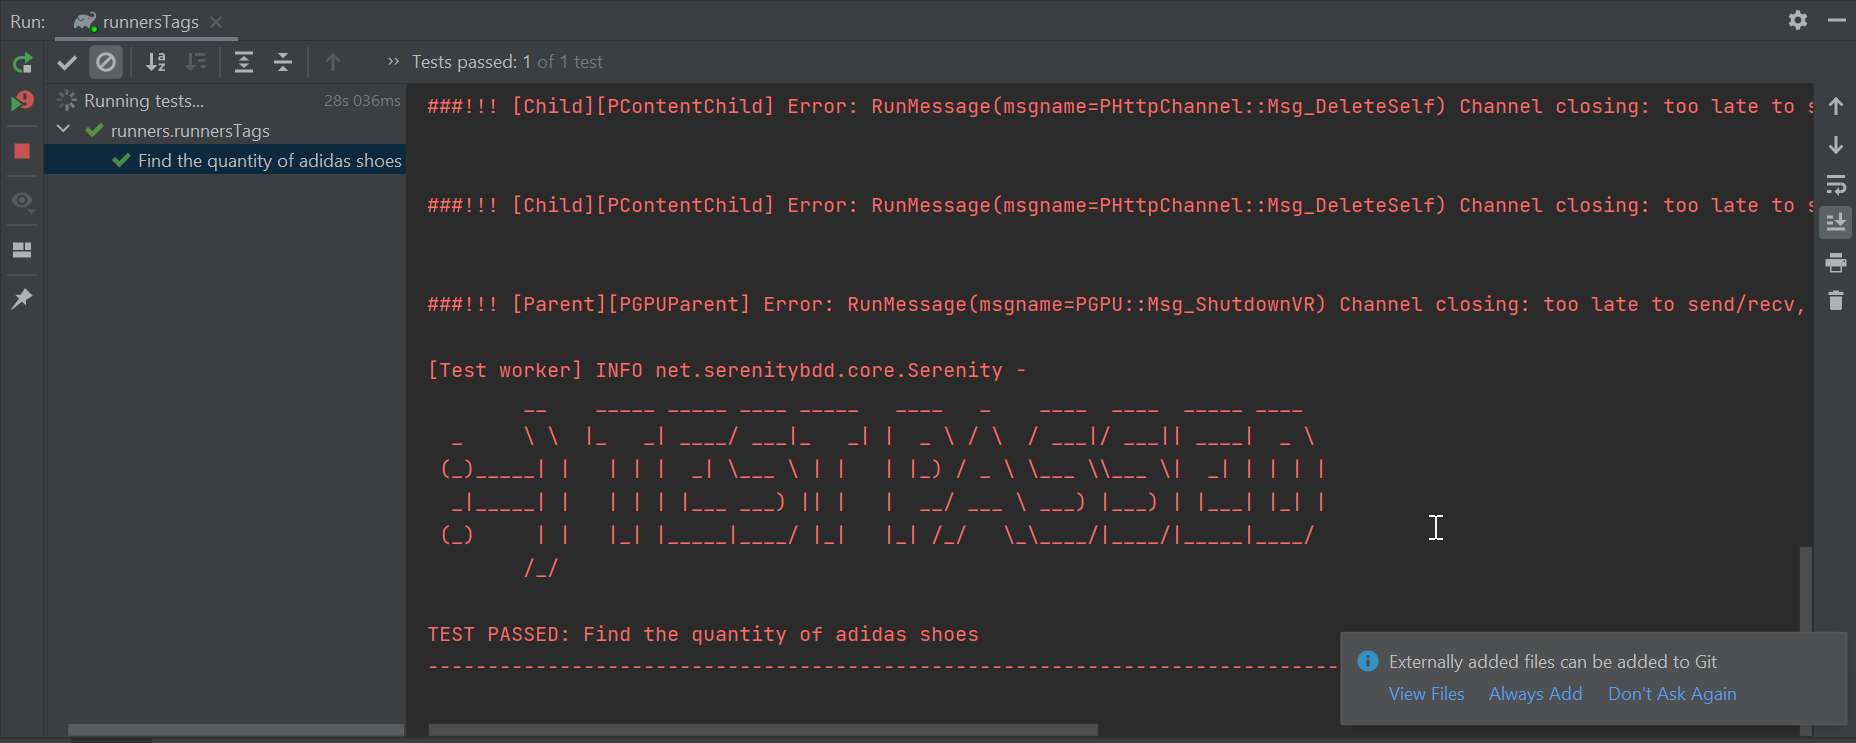 Run: runnersTags
Tests passed: 1 of 1 test
Running tests... 28s 036ms
runners.runnersTags
Find the quantity of adidas shoes
###!!! [Child][PContentChild] Error: RunMessage(msgname=PHttpChannel::Msg_DeleteSelf) Channel closing: too late to s
###!!! [Child][PContentChild] Error: RunMessage(msgname=PHttpChannel::Msg_DeleteSelf) Channel closing: too late to s
###!!! [Parent][PGPUParent] Error: RunMessage(msgname=PGPU::Msg_ShutdownVR) Channel closing: too late to send/recv,
[Test worker] INFO net.serenitybdd.core.Serenity -
TEST PASSED
TEST PASSED: Find the quantity of adidas shoes
--------------------------------------------------------------------------------
Externally added files can be added to Git
View Files Always Add Don't Ask Again